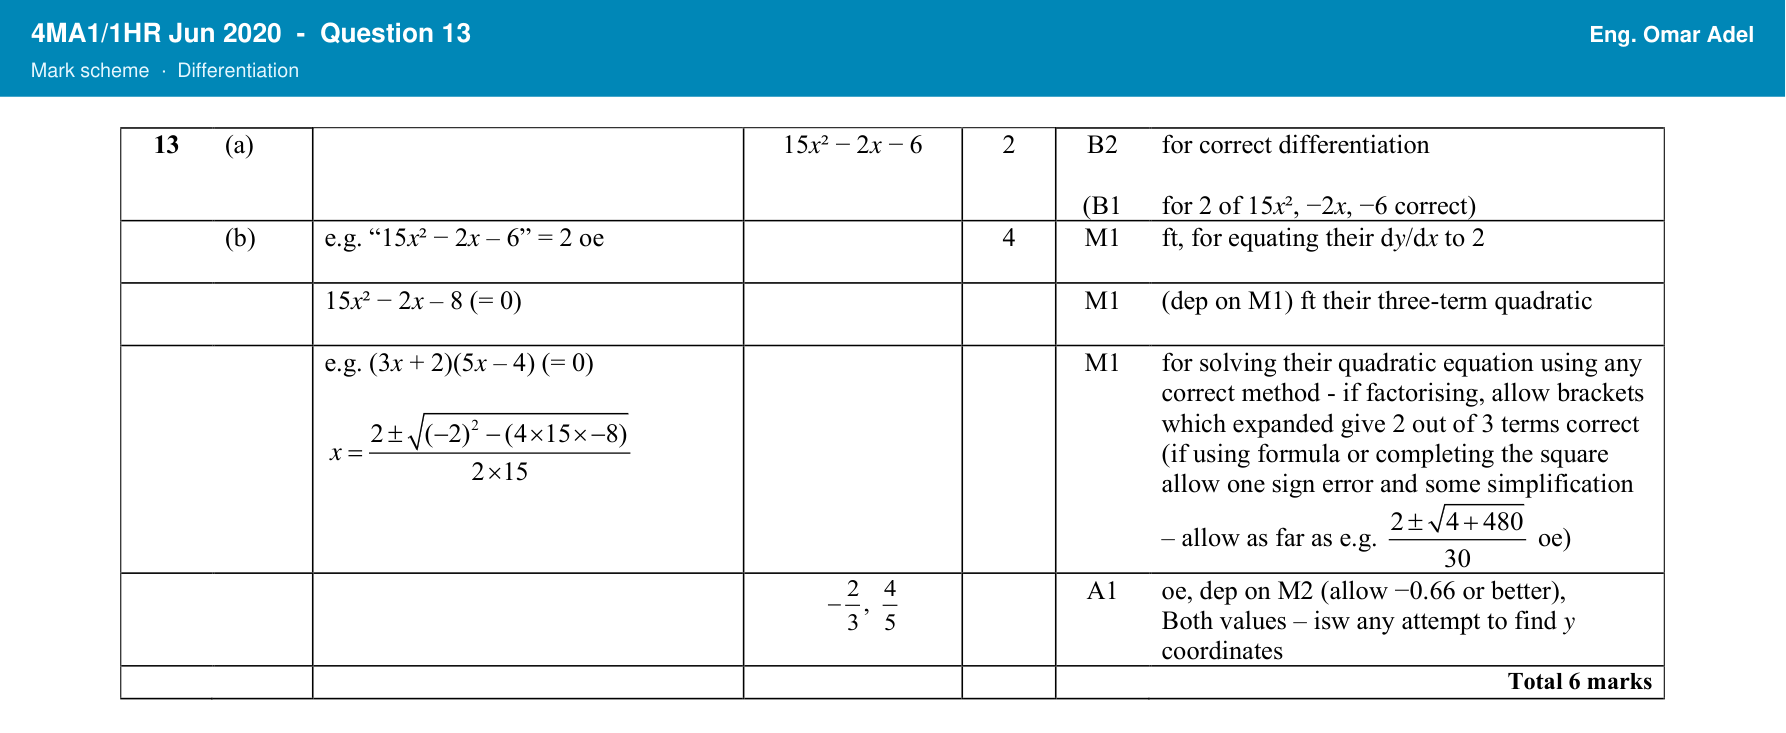 4MA1/1HR Jun 2020 - Question 13
Eng. Omar Adel
Mark scheme · Differentiation
13 (a) 15x² − 2x − 6 2 B2 for correct differentiation
(B1 for 2 of 15x², −2x, −6 correct)
(b) e.g. “15x² − 2x – 6” = 2 oe 4 M1 ft, for equating their dy/dx to 2
15x² − 2x – 8 (= 0) M1 (dep on M1) ft their three-term quadratic
e.g. (3x + 2)(5x – 4) (= 0) M1 for solving their quadratic equation using any
correct method - if factorising, allow brackets
which expanded give 2 out of 3 terms correct
(if using formula or completing the square
allow one sign error and some simplification
x = (2 ± √((–2)² – (4×15×–8))) / (2×15)
– allow as far as e.g. (2 ± √(4 + 480)) / 30 oe)
−2/3, 4/5 A1 oe, dep on M2 (allow −0.66 or better),
Both values – isw any attempt to find y
coordinates
Total 6 marks